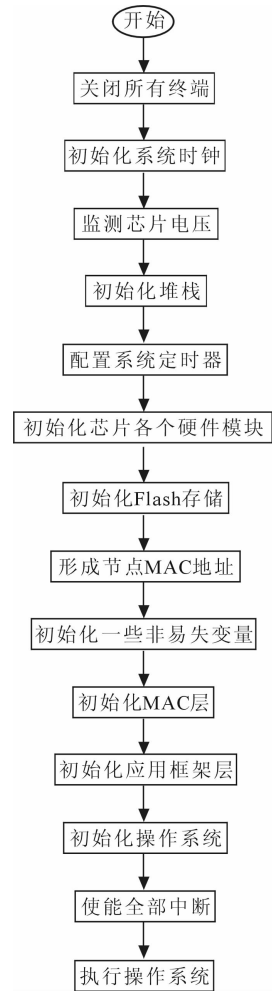 开始
关闭所有终端
初始化系统时钟
监测芯片电压
初始化堆栈
配置系统定时器
初始化芯片各个硬件模块
初始化Flash存储
形成节点MAC地址
初始化一些非易失变量
初始化MAC层
初始化应用框架层
初始化操作系统
使能全部中断
执行操作系统